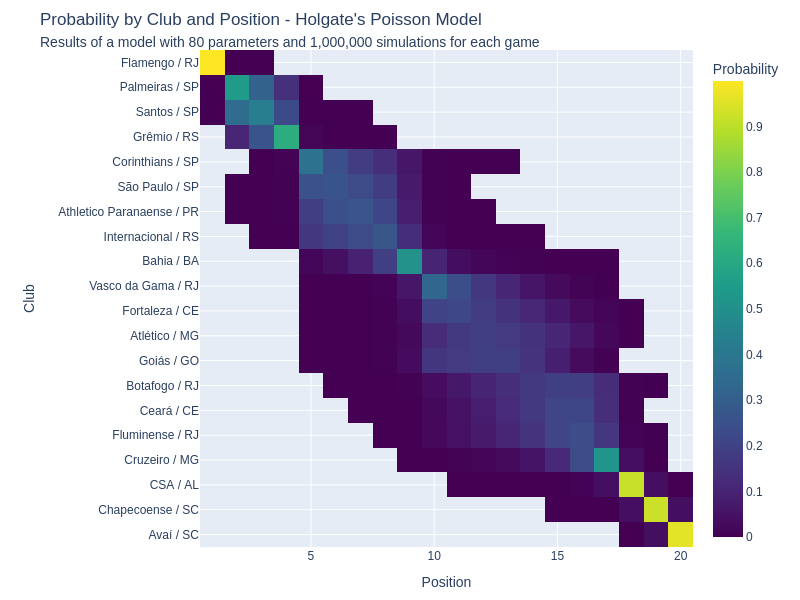 Probability by Club and Position - Holgate's Poisson Model
Results of a model with 80 parameters and 1,000,000 simulations for each game
Probability
Flamengo / RJ
Palmeiras / SP
Santos / SP
Grêmio / RS
Corinthians / SP
São Paulo / SP
Athletico Paranaense / PR
Internacional / RS
Bahia / BA
Vasco da Gama / RJ
Fortaleza / CE
Atlético / MG
Goiás / GO
Botafogo / RJ
Ceará / CE
Fluminense / RJ
Cruzeiro / MG
CSA / AL
Chapecoense / SC
Avaí / SC
Club
5 10 15 20
Position
0.9
0.8
0.7
0.6
0.5
0.4
0.3
0.2
0.1
0